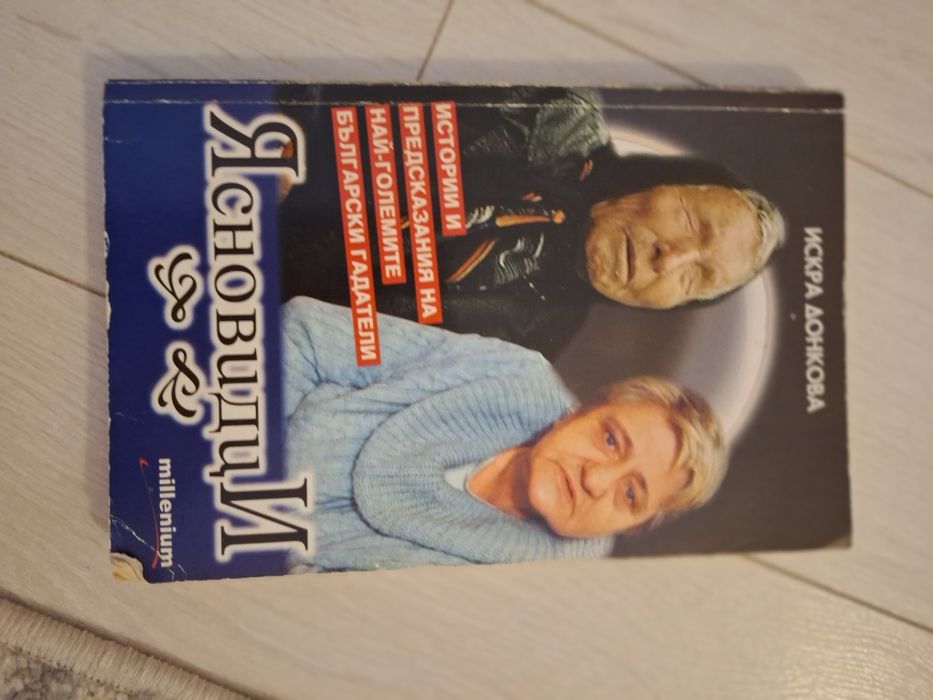 ИСКРА ДОНКОВА
ИСТОРИИ И
ПРЕДСКАЗАНИЯ НА
НАЙ-ГОЛЕМИТЕ
БЪЛГАРСКИ ГАДАТЕЛИ
ЯСНОВИДЦИ
millenium